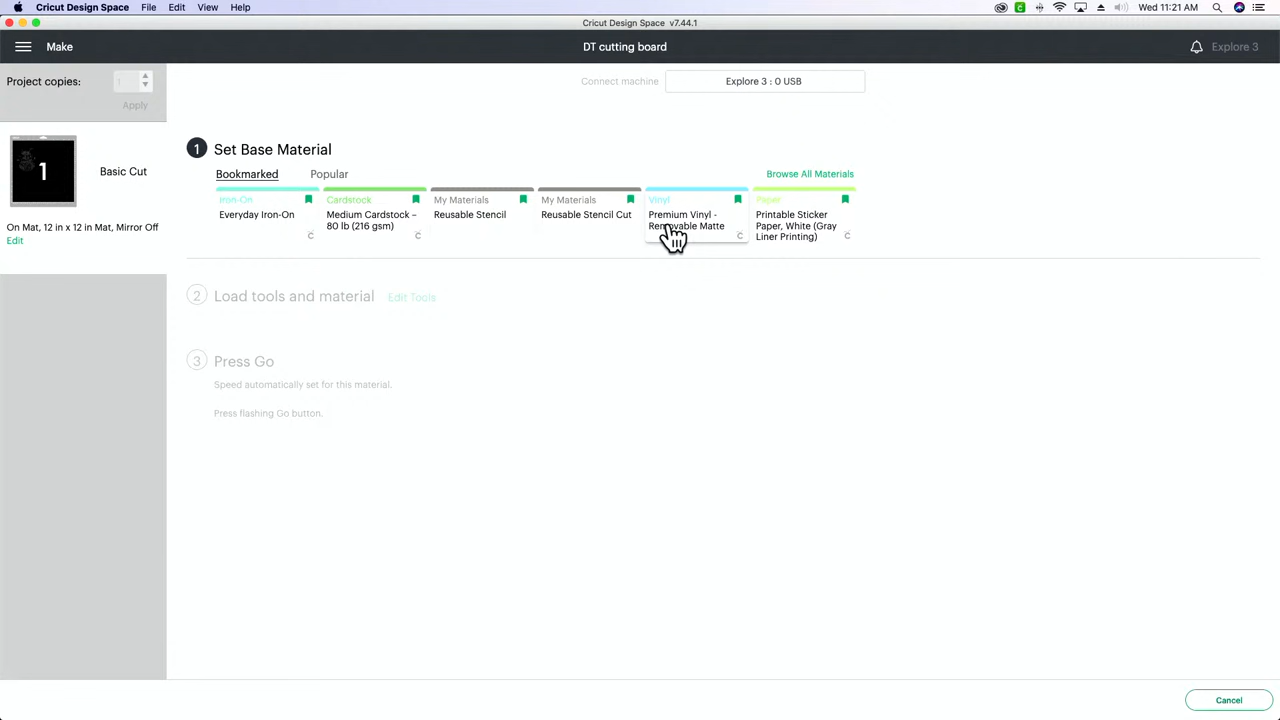 Cricut Design Space File Edit View Help Wed 11:21 AM
Cricut Design Space v7.44.1
Make DT cutting board Explore 3
Project copies: 1
Apply
Connect machine Explore 3 : 0 USB
1 Basic Cut
On Mat, 12 in x 12 in Mat, Mirror Off
Edit
1 Set Base Material
Bookmarked Popular Browse All Materials
Iron-On
Everyday Iron-On
C
Cardstock
Medium Cardstock –
80 lb (216 gsm)
C
My Materials
Reusable Stencil
My Materials
Reusable Stencil Cut
Vinyl
Premium Vinyl -
Removable Matte
C
Paper
Printable Sticker
Paper, White (Gray
Liner Printing)
C
2 Load tools and material Edit Tools
3 Press Go
Speed automatically set for this material.
Press flashing Go button.
Cancel